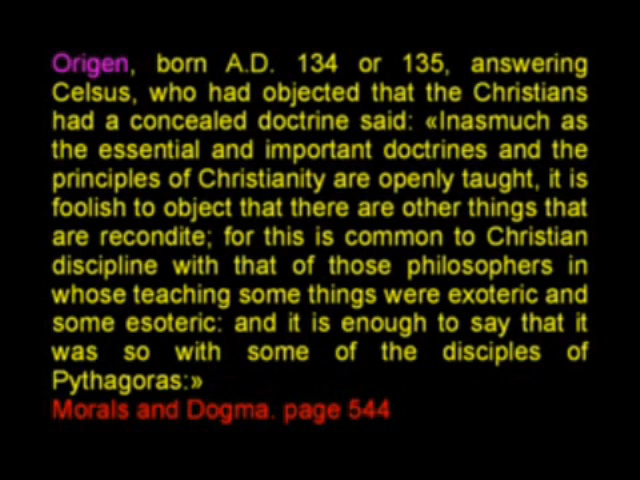 Origen, born A.D. 134 or 135, answering
Celsus, who had objected that the Christians
had a concealed doctrine said: «Inasmuch as
the essential and important doctrines and the
principles of Christianity are openly taught, it is
foolish to object that there are other things that
are recondite; for this is common to Christian
discipline with that of those philosophers in
whose teaching some things were exoteric and
some esoteric: and it is enough to say that it
was so with some of the disciples of
Pythagoras:»
Morals and Dogma. page 544